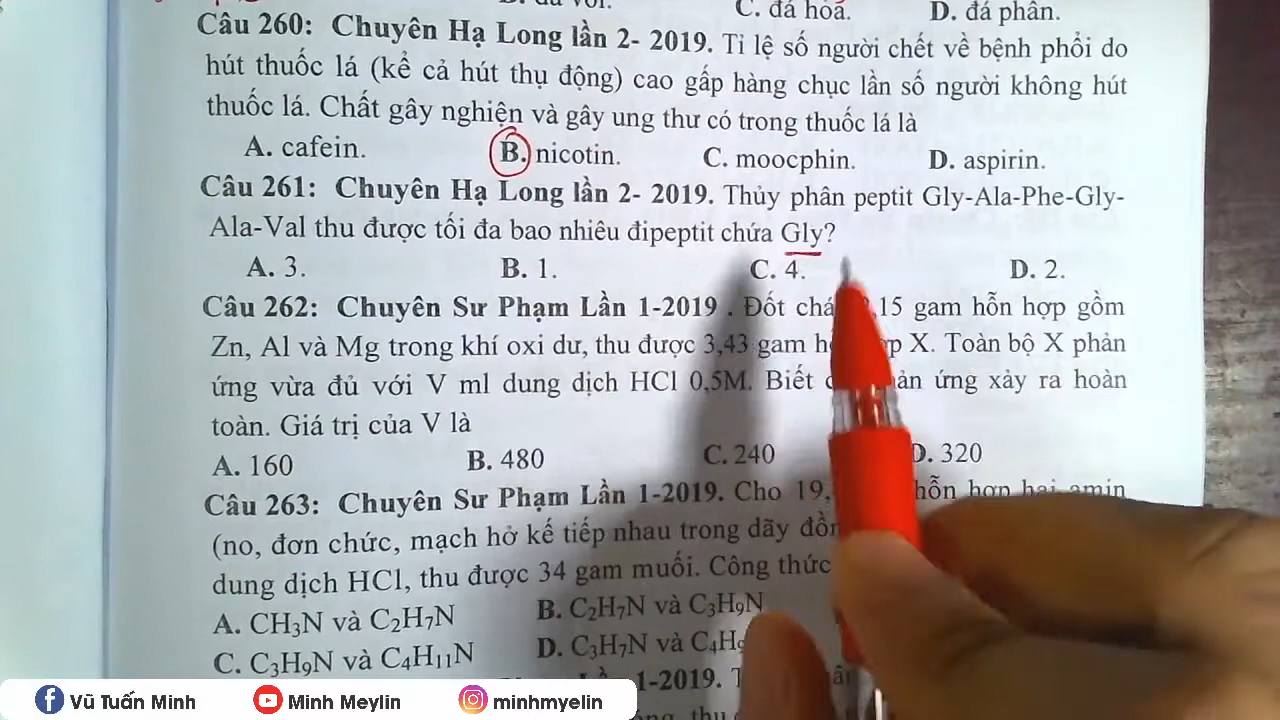 C. đá hoa. D. đá phấn.
Câu 260: Chuyên Hạ Long lần 2- 2019. Tỉ lệ số người chết về bệnh phổi do
hút thuốc lá (kể cả hút thụ động) cao gấp hàng chục lần số người không hút
thuốc lá. Chất gây nghiện và gây ung thư có trong thuốc lá là
A. cafein. B. nicotin. C. moocphin. D. aspirin.
Câu 261: Chuyên Hạ Long lần 2- 2019. Thủy phân peptit Gly-Ala-Phe-Gly-
Ala-Val thu được tối đa bao nhiêu đipeptit chứa Gly?
A. 3. B. 1. C. 4. D. 2.
Câu 262: Chuyên Sư Phạm Lần 1-2019 . Đốt ,15 gam hỗn hợp gồm
Zn, Al và Mg trong khí oxi dư, thu được 3,43 gam X. Toàn bộ X phản
ứng vừa đủ với V ml dung dịch HCl 0,5M. Biết ứng xảy ra hoàn
toàn. Giá trị của V là
A. 160 B. 480 C. 240 D. 320
Câu 263: Chuyên Sư Phạm Lần 1-2019. Cho 19, hỗn hợp hai amin
(no, đơn chức, mạch hở kế tiếp nhau trong dãy
dung dịch HCl, thu được 34 gam muối. Công thức
A. CH₃N và C₂H₇N B. C₂H₇N và C₃H₉N
C. C₃H₉N và C₄H₁₁N D. C₃H₇N và
1-2019.
thu
Vũ Tuấn Minh Minh Meylin minhmyelin